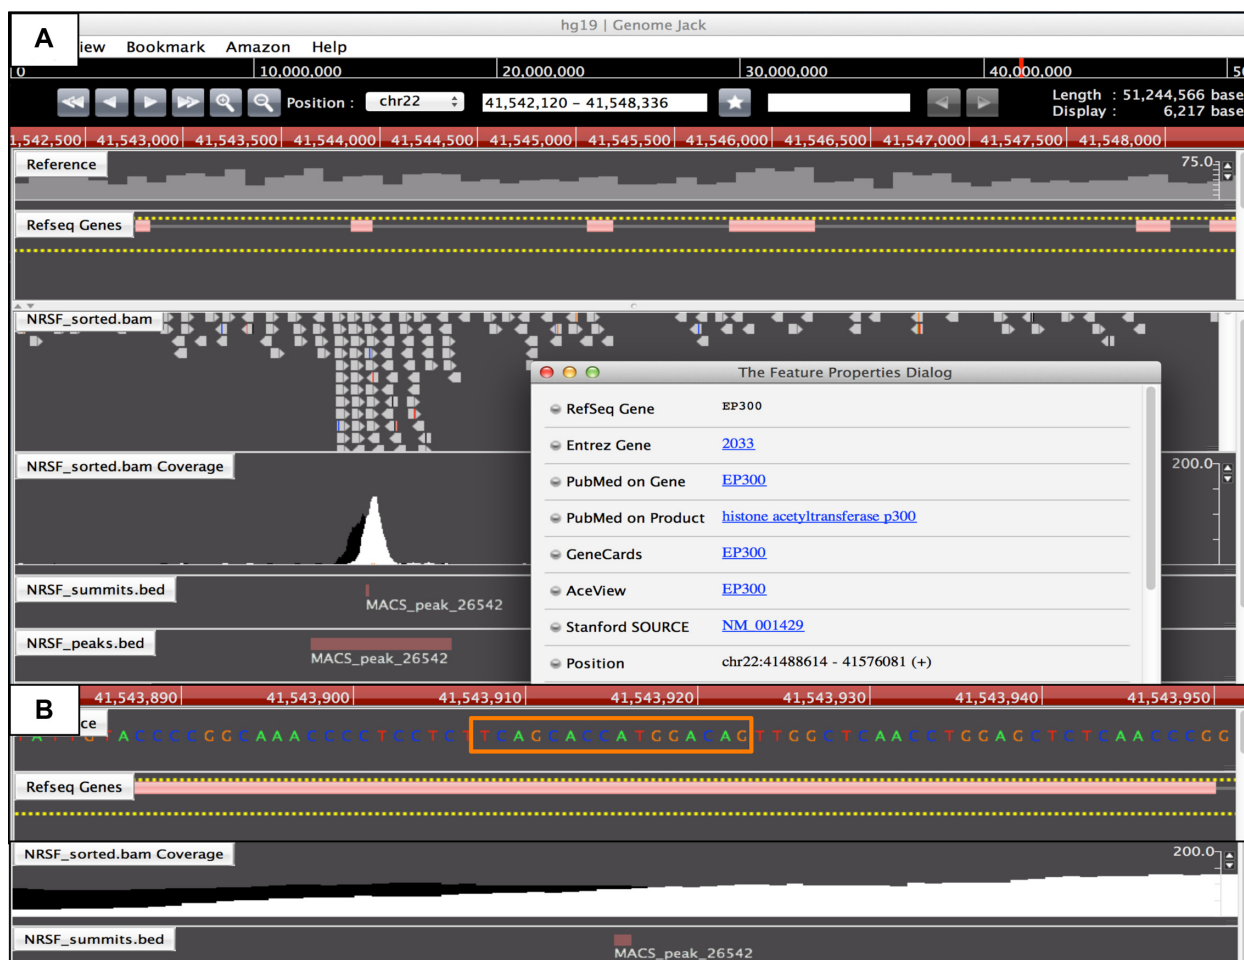 A
hg19 | Genome Jack
iew Bookmark Amazon Help
0 10,000,000 20,000,000 30,000,000 40,000,000 50
Position : chr22 41,542,120 - 41,548,336
Length : 51,244,566 base
Display : 6,217 base
1,542,500 41,543,000 41,543,500 41,544,000 41,544,500 41,545,000 41,545,500 41,546,000 41,546,500 41,547,000 41,547,500 41,548,000
Reference
75.0
Refseq Genes
NRSF_sorted.bam
The Feature Properties Dialog
RefSeq Gene EP300
Entrez Gene 2033
PubMed on Gene EP300
PubMed on Product histone acetyltransferase p300
GeneCards EP300
AceView EP300
Stanford SOURCE NM_001429
Position chr22:41488614 - 41576081 (+)
NRSF_sorted.bam Coverage
200.0
NRSF_summits.bed
MACS_peak_26542
NRSF_peaks.bed
MACS_peak_26542
B
41,543,890 41,543,900 41,543,910 41,543,920 41,543,930 41,543,940 41,543,950
ce
A C C C C G G C A A A C C C C T C C T C T T C A G C A C C A T G G A C A G T T G G C T C A A C C T G G A G C T C T C A A C C C G G
Refseq Genes
NRSF_sorted.bam Coverage
200.0
NRSF_summits.bed
MACS_peak_26542